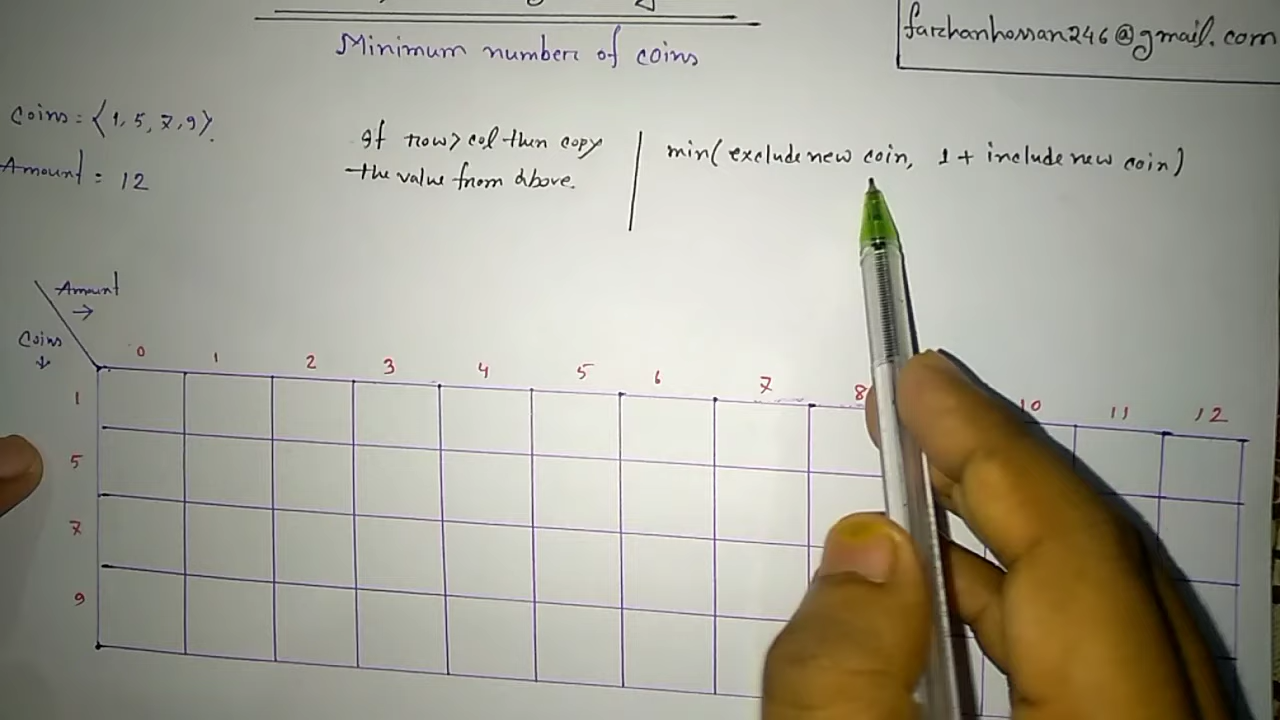 Minimum number of coins
farhanhossan246@gmail.com
Coins = {1, 5, 7, 9}.
Amount = 12
If row > col then copy
the value from above.
min(exclude new coin, 1 + include new coin)
Amount →
Coins ↓
0 1 2 3 4 5 6 7 8 10 11 12
1
5
7
9